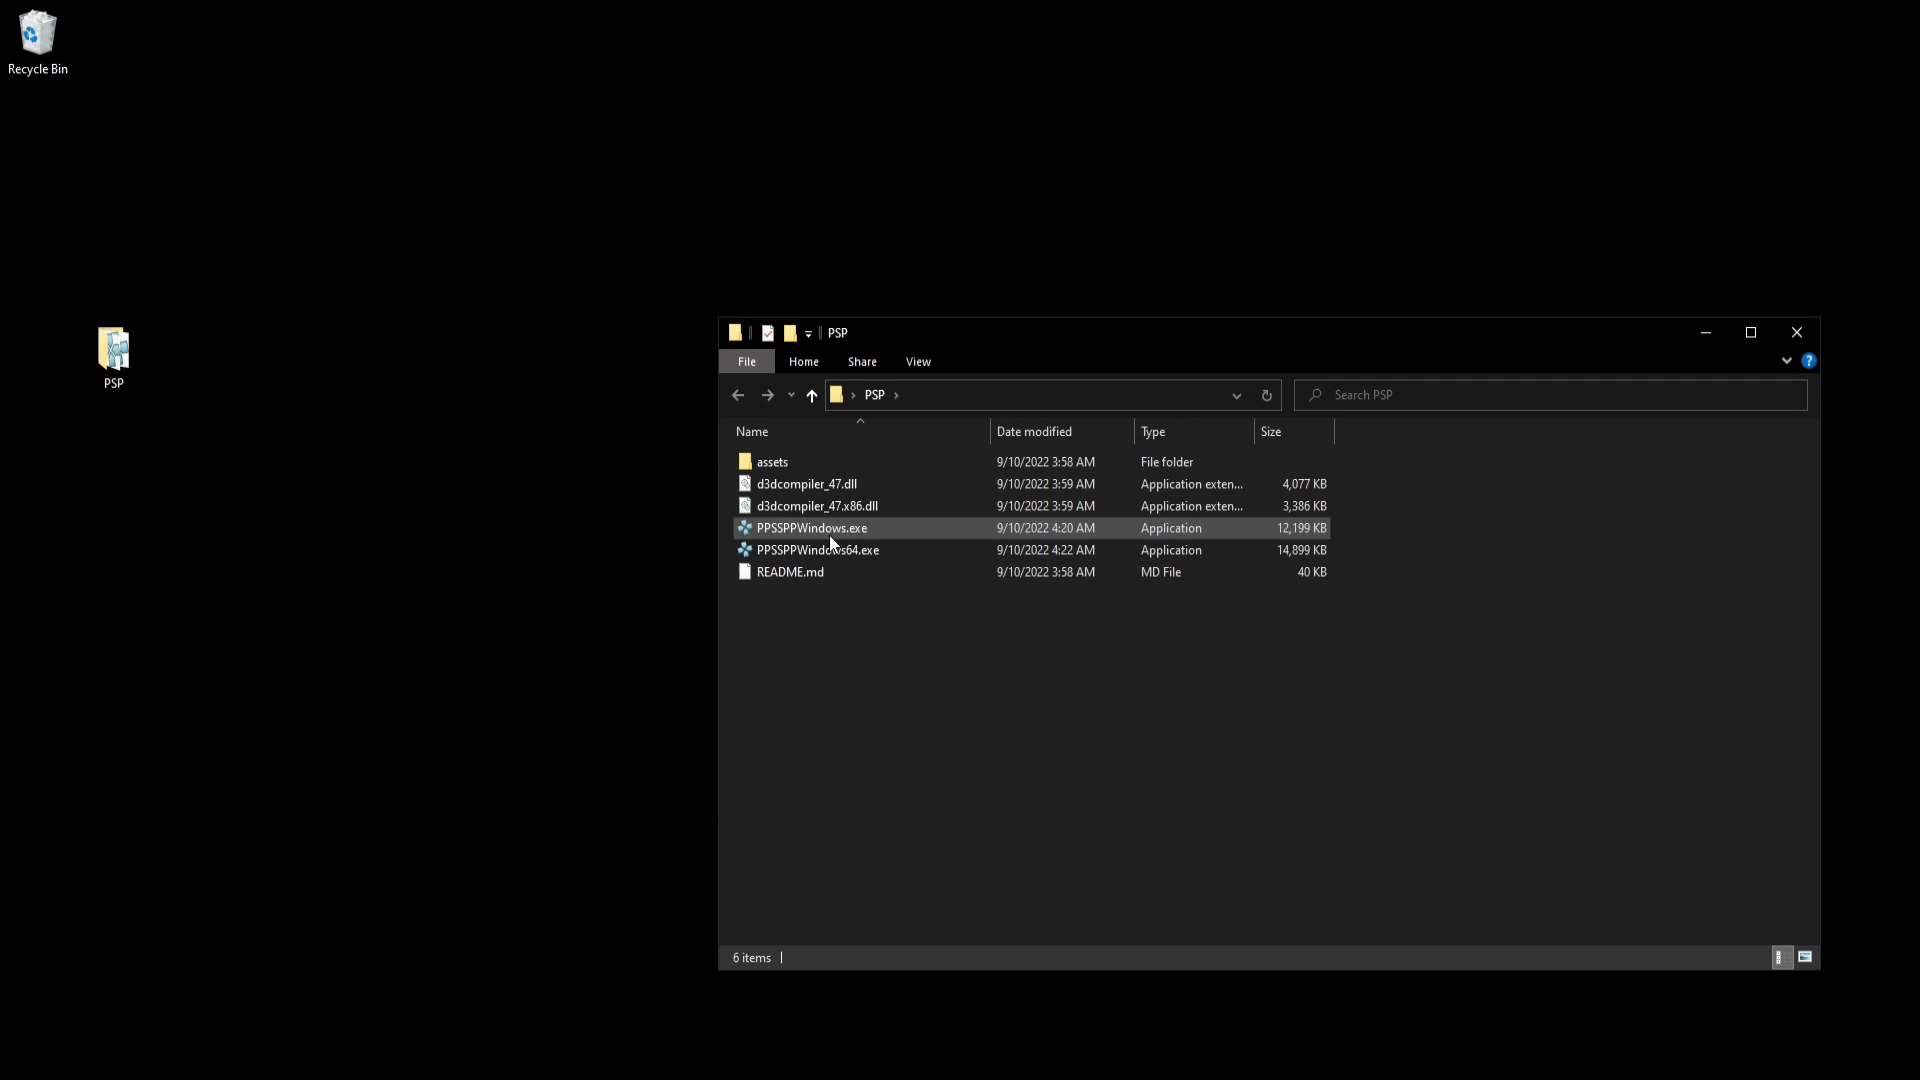 Recycle Bin
PSP
PSP
File Home Share View
PSP
Search PSP
Name Date modified Type Size
assets 9/10/2022 3:58 AM File folder
d3dcompiler_47.dll 9/10/2022 3:59 AM Application exten... 4,077 KB
d3dcompiler_47.x86.dll 9/10/2022 3:59 AM Application exten... 3,386 KB
PPSSPPWindows.exe 9/10/2022 4:20 AM Application 12,199 KB
PPSSPPWindows64.exe 9/10/2022 4:22 AM Application 14,899 KB
README.md 9/10/2022 3:58 AM MD File 40 KB
6 items